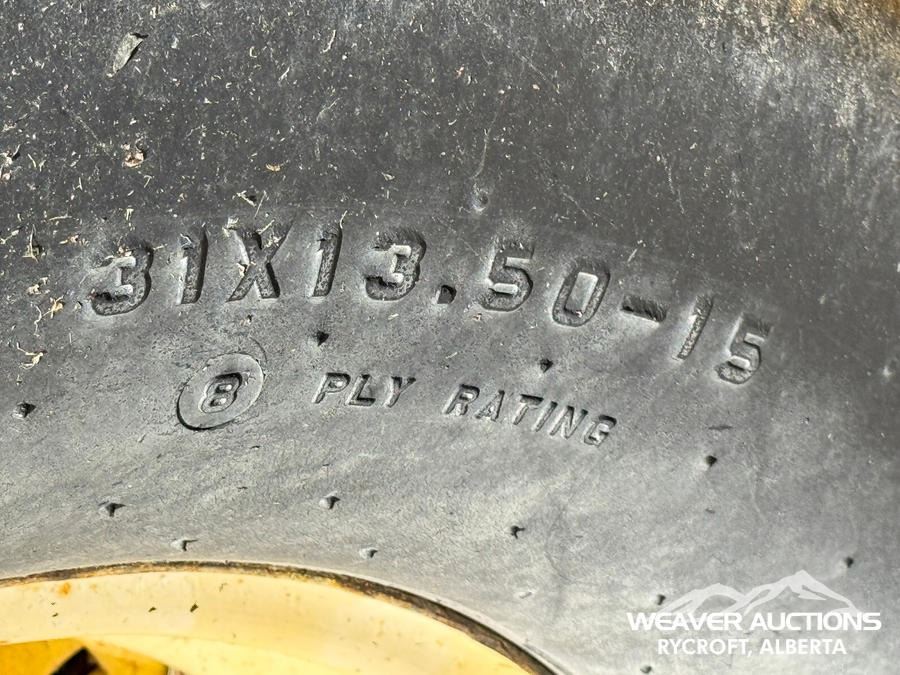 31X13.50-15
8 PLY RATING
WEAVER AUCTIONS
RYCROFT, ALBERTA